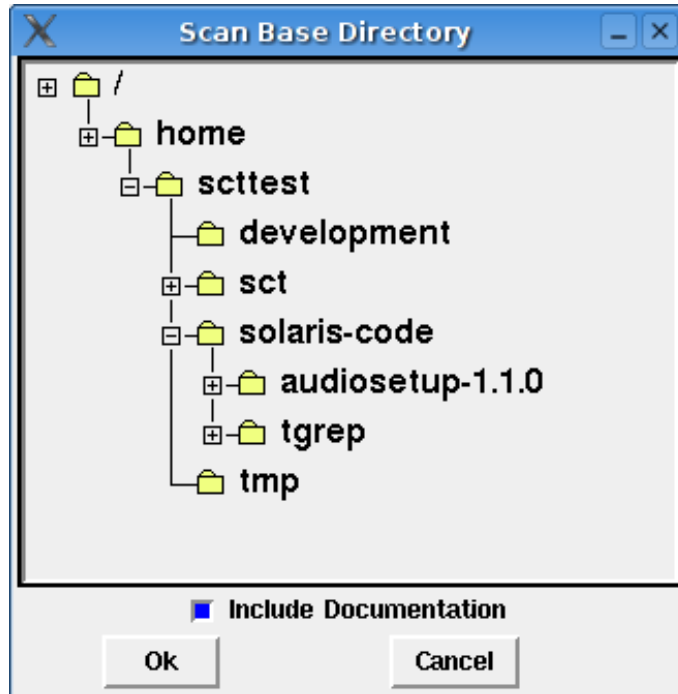 Scan Base Directory
/
home
scttest
development
sct
solaris-code
audiosetup-1.1.0
tgrep
tmp
Include Documentation
Ok Cancel